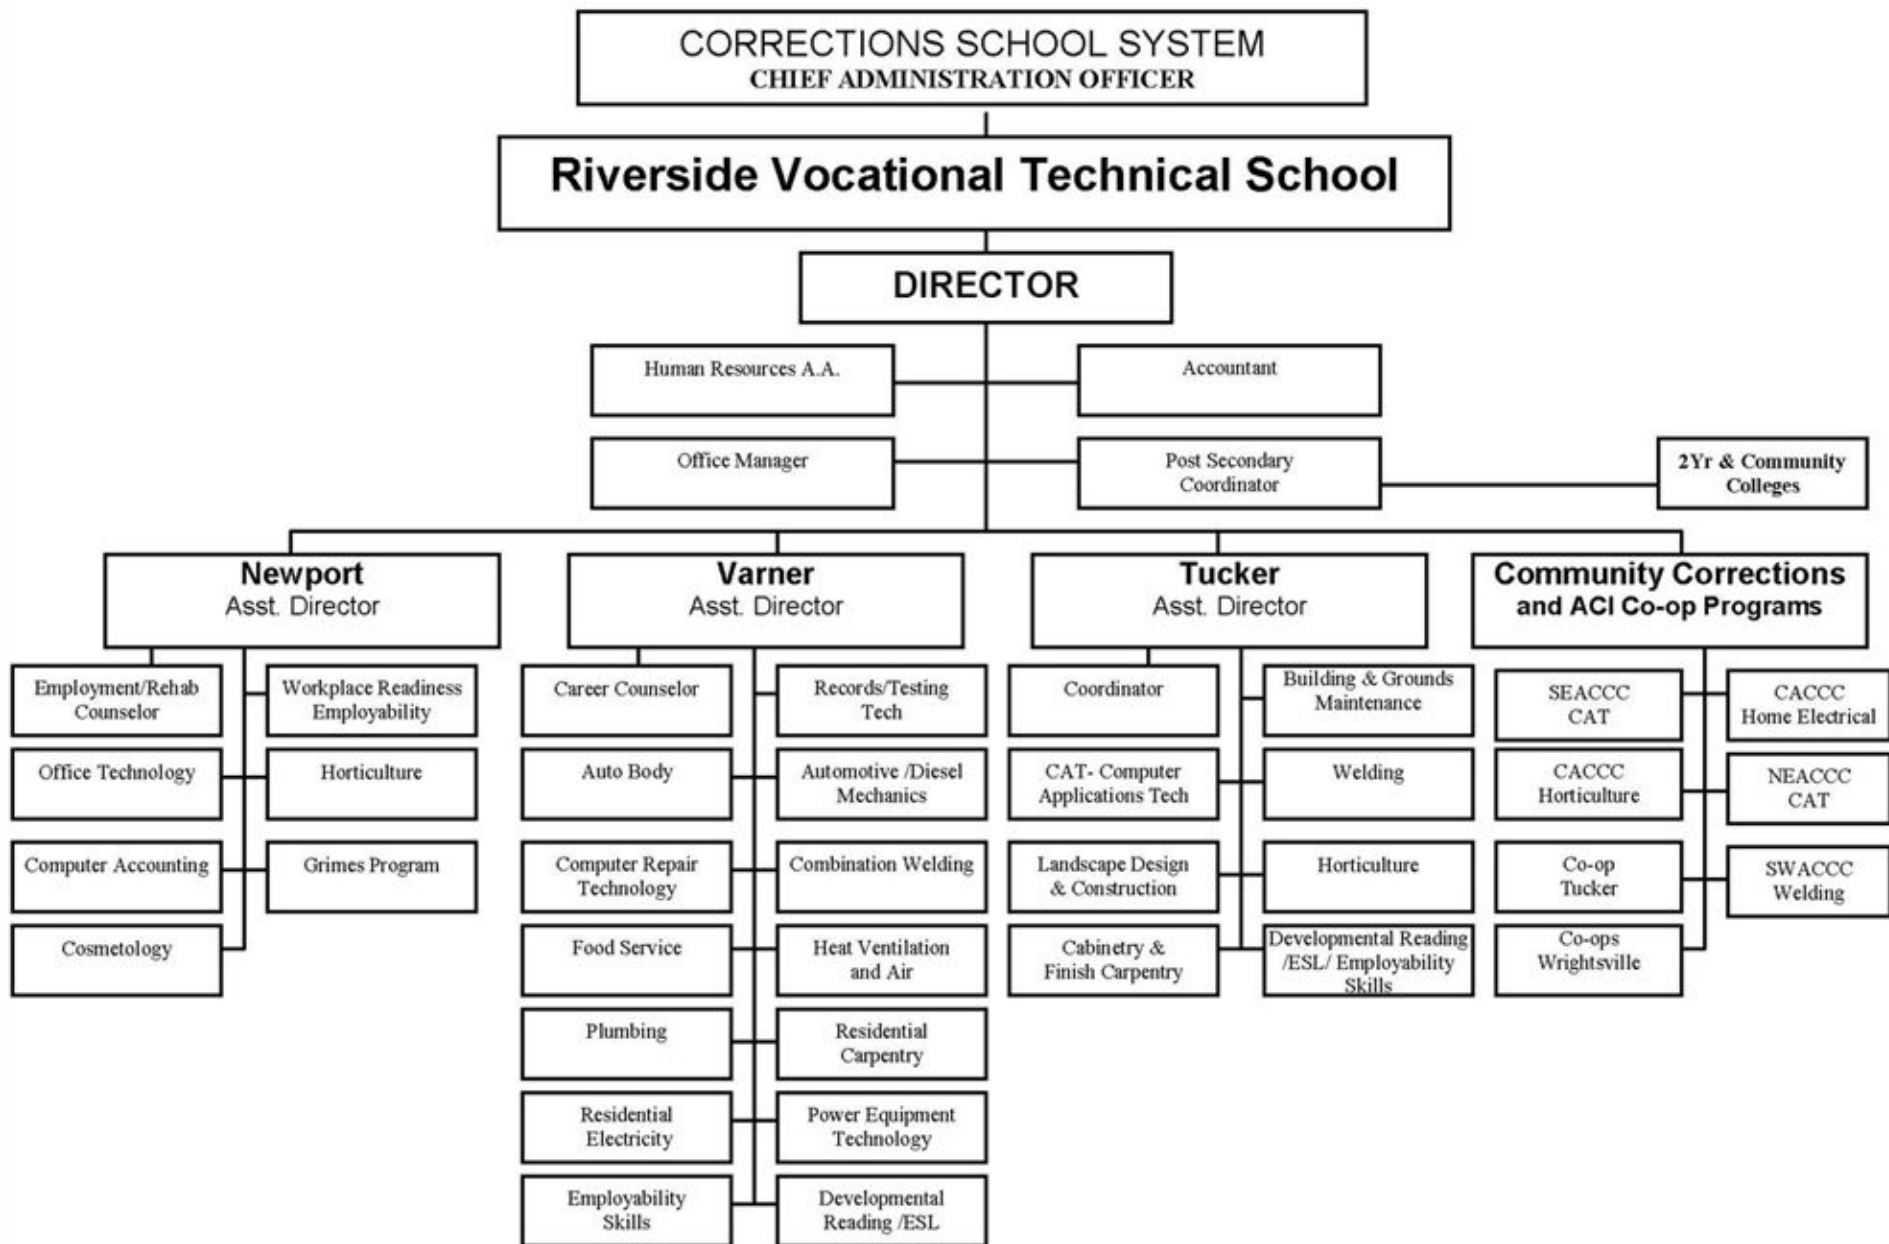 CORRECTIONS SCHOOL SYSTEM
CHIEF ADMINISTRATION OFFICER
Riverside Vocational Technical School
DIRECTOR
Human Resources A.A.
Accountant
Office Manager
Post Secondary
Coordinator
2Yr & Community
Colleges
Newport
Asst. Director
Varner
Asst. Director
Tucker
Asst. Director
Community Corrections
and ACI Co-op Programs
Employment/Rehab
Counselor
Workplace Readiness
Employability
Office Technology
Horticulture
Computer Accounting
Grimes Program
Cosmetology
Career Counselor
Records/Testing
Tech
Auto Body
Automotive /Diesel
Mechanics
Computer Repair
Technology
Combination Welding
Food Service
Heat Ventilation
and Air
Plumbing
Residential
Carpentry
Residential
Electricity
Power Equipment
Technology
Employability
Skills
Developmental
Reading /ESL
Coordinator
Building & Grounds
Maintenance
CAT- Computer
Applications Tech
Welding
Landscape Design
& Construction
Horticulture
Cabinetry &
Finish Carpentry
Developmental Reading
/ESL/ Employability
Skills
SEACCC
CAT
CACCC
Home Electrical
CACCC
Horticulture
NEACCC
CAT
Co-op
Tucker
SWACCC
Welding
Co-ops
Wrightsville